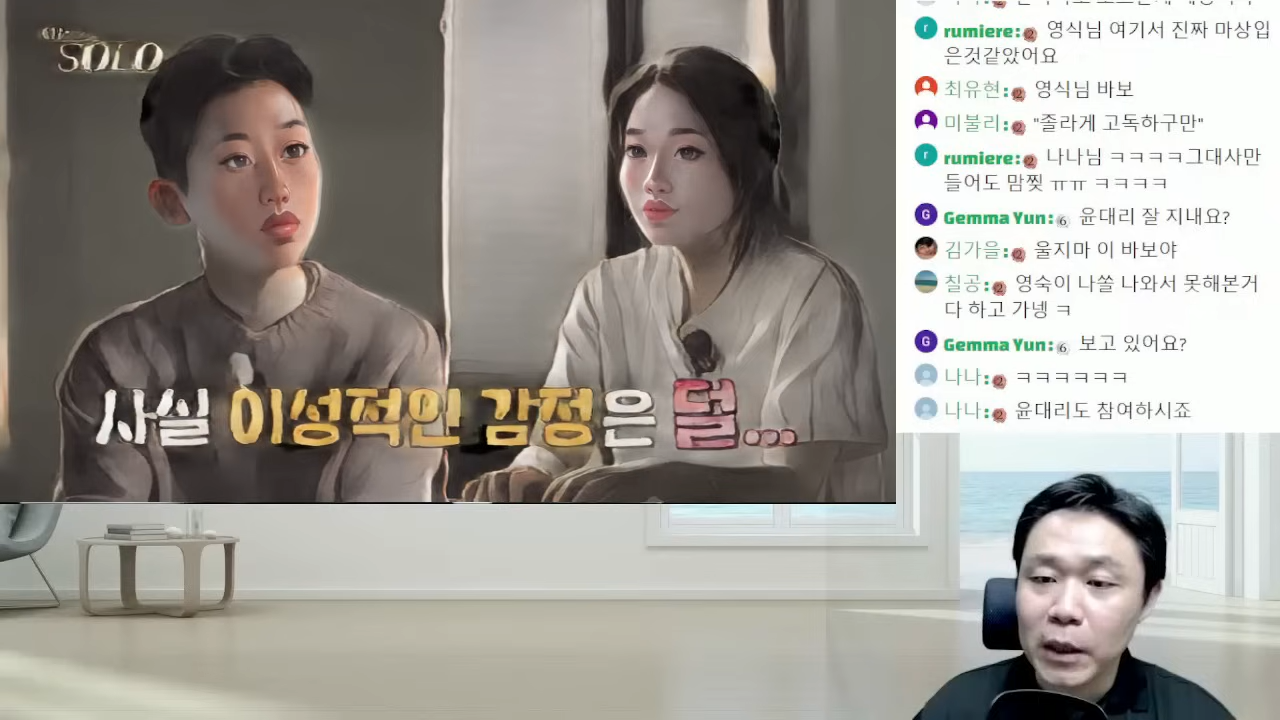 SOLO
사실 이성적인 감정은 덜...
rumiere: 영식님 여기서 진짜 마상입
은것같았어요
최유현: 영식님 바보
미불리: "졸라게 고독하구만"
rumiere: 나나님 ㅋㅋㅋㅋ그대사만
들어도 맘찢 ㅠㅠ ㅋㅋㅋㅋ
Gemma Yun: 6 윤대리 잘 지내요?
김가을: 울지마 이 바보야
칠공: 영숙이 나쏠 나와서 못해본거
다 하고 가넹 ㅋ
Gemma Yun: 6 보고 있어요?
나나: ㅋㅋㅋㅋㅋㅋ
나나: 윤대리도 참여하시죠